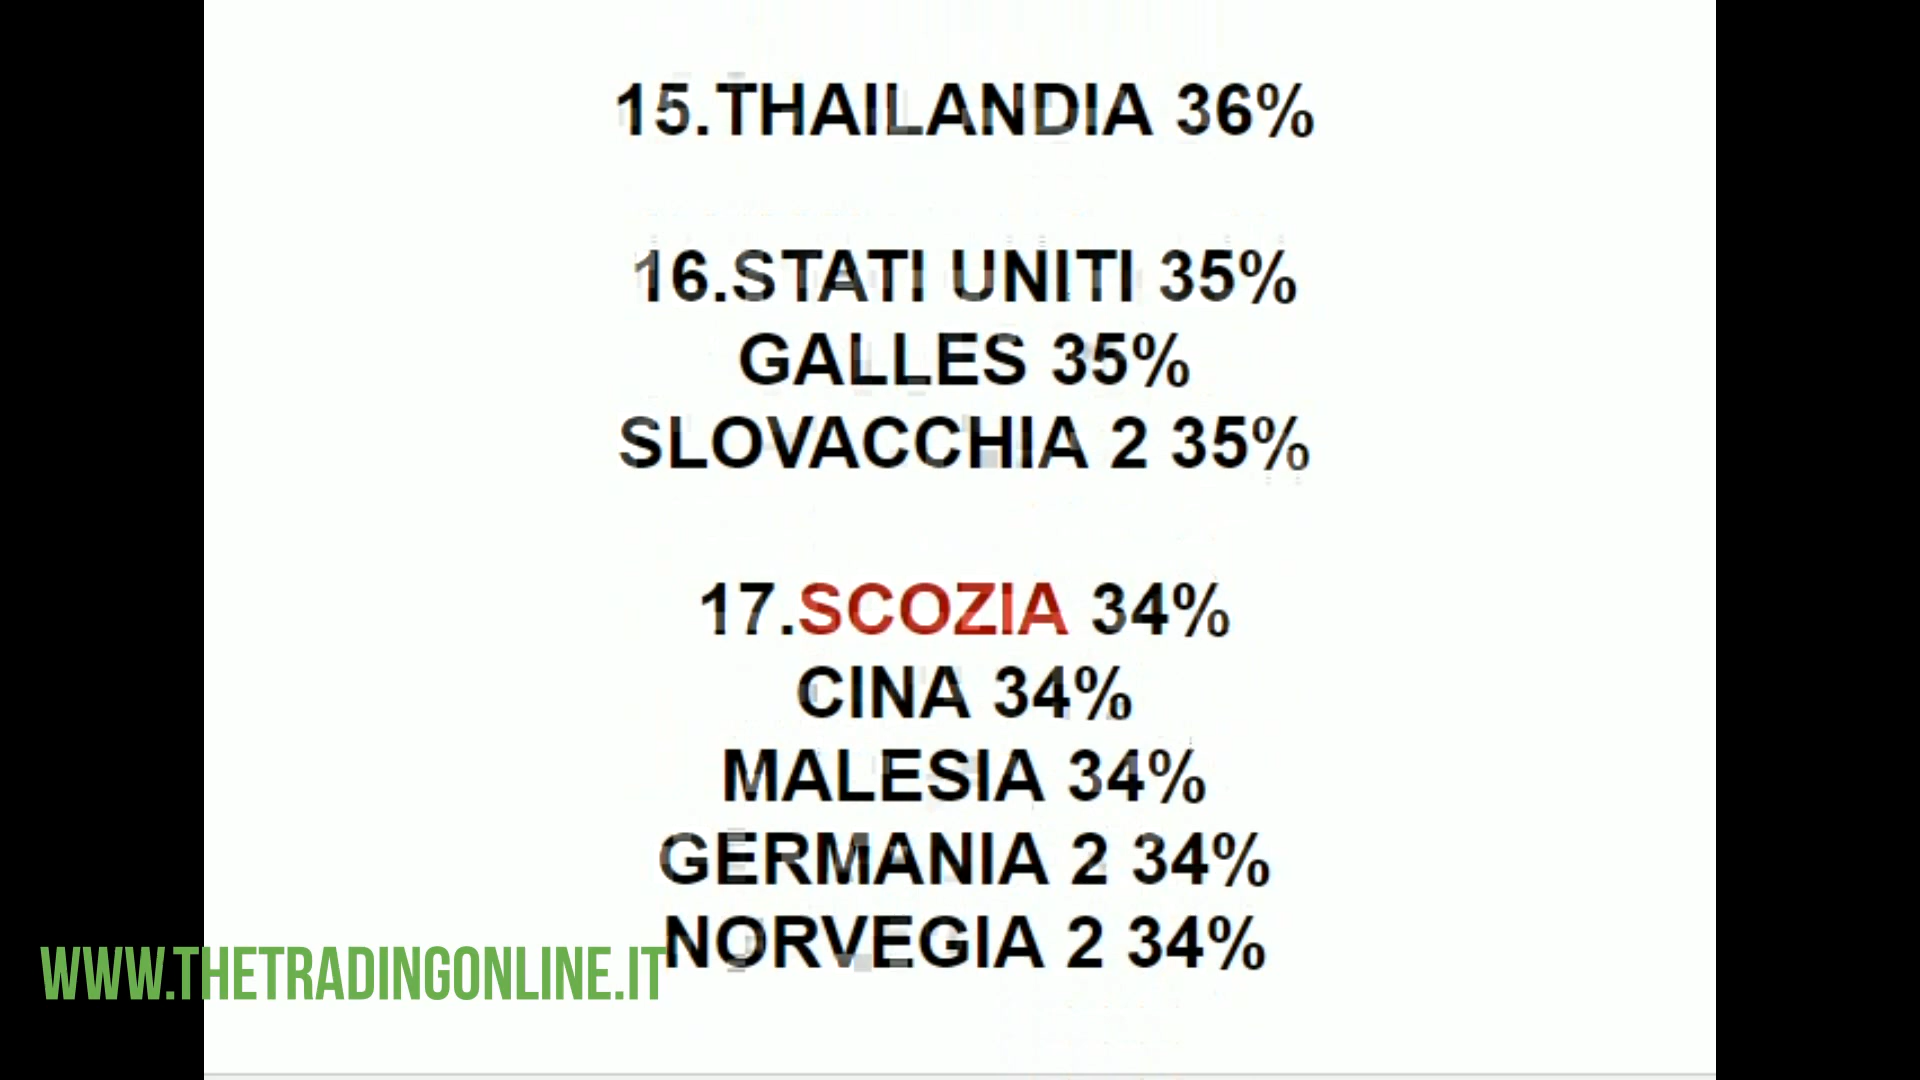 15.THAILANDIA 36%
16.STATI UNITI 35%
GALLES 35%
SLOVACCHIA 2 35%
17.SCOZIA 34%
CINA 34%
MALESIA 34%
GERMANIA 2 34%
NORVEGIA 2 34%
WWW.THETRADINGONLINE.IT